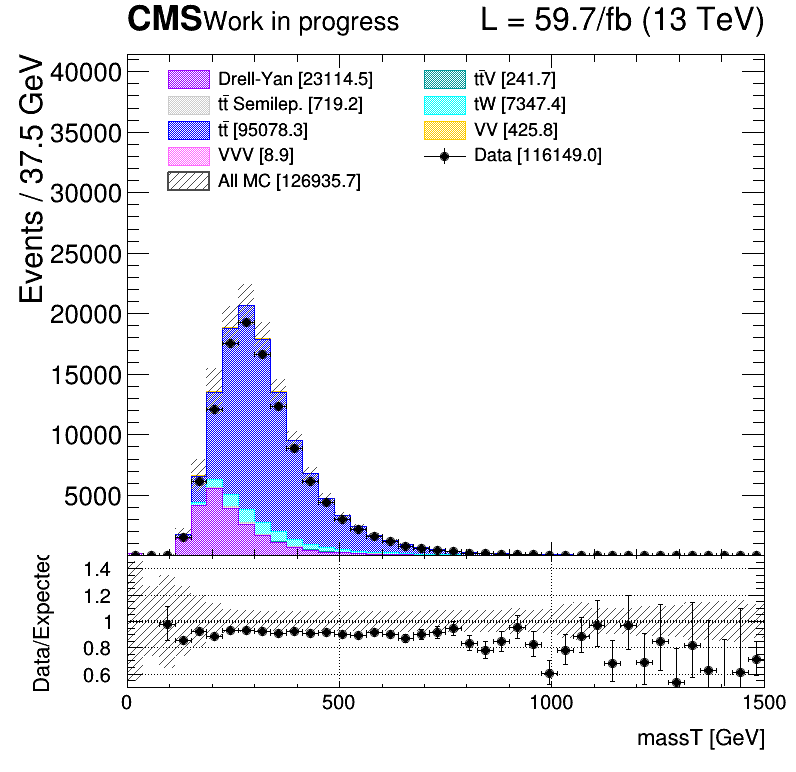 CMS Work in progress L = 59.7/fb (13 TeV)
Events / 37.5 GeV
40000
35000
30000
25000
20000
15000
10000
5000
Drell-Yan [23114.5]
tt̄ Semilep. [719.2]
tt̄ [95078.3]
VVV [8.9]
All MC [126935.7]
tt̄V [241.7]
tW [7347.4]
VV [425.8]
Data [116149.0]
Data/Expected
1.4
1.2
1
0.8
0.6
0 500 1000 1500
massT [GeV]